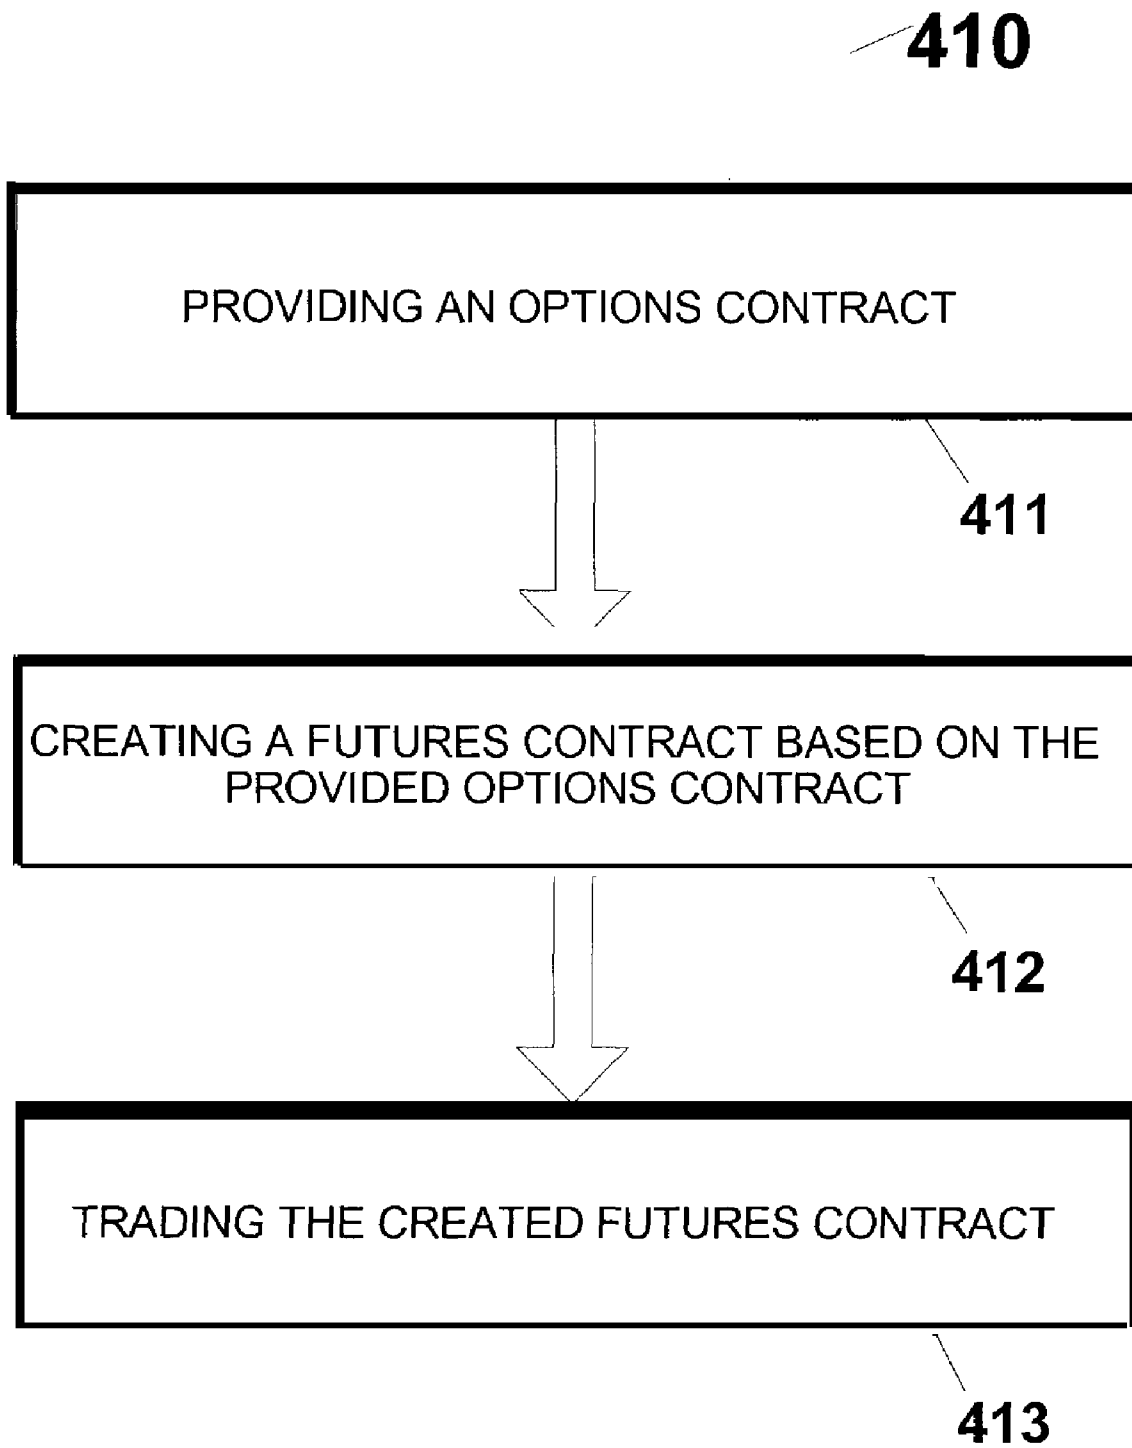 410
PROVIDING AN OPTIONS CONTRACT
411
CREATING A FUTURES CONTRACT BASED ON THE
PROVIDED OPTIONS CONTRACT
412
TRADING THE CREATED FUTURES CONTRACT
413